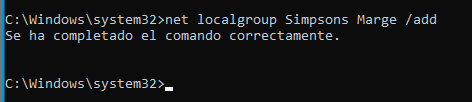 C:\Windows\system32>net localgroup Simpsons Marge /add
Se ha completado el comando correctamente.
C:\Windows\system32>